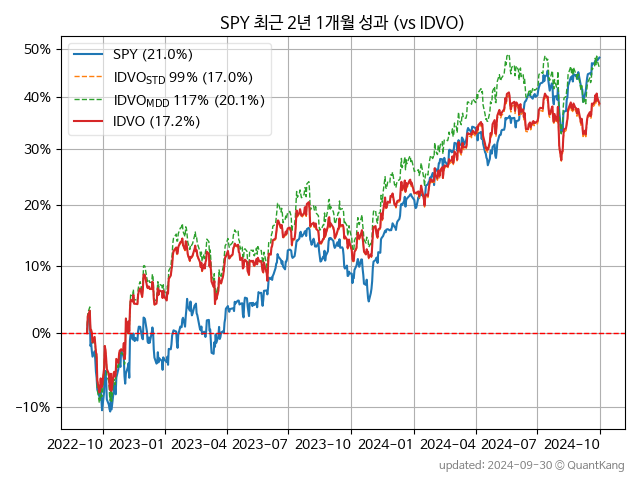 SPY 최근 2년 1개월 성과 (vs IDVO)
SPY (21.0%)
IDVO_STD 99% (17.0%)
IDVO_MDD 117% (20.1%)
IDVO (17.2%)
50%
40%
30%
20%
10%
0%
−10%
2022-10 2023-01 2023-04 2023-07 2023-10 2024-01 2024-04 2024-07 2024-10
updated: 2024-09-30 © QuantKang